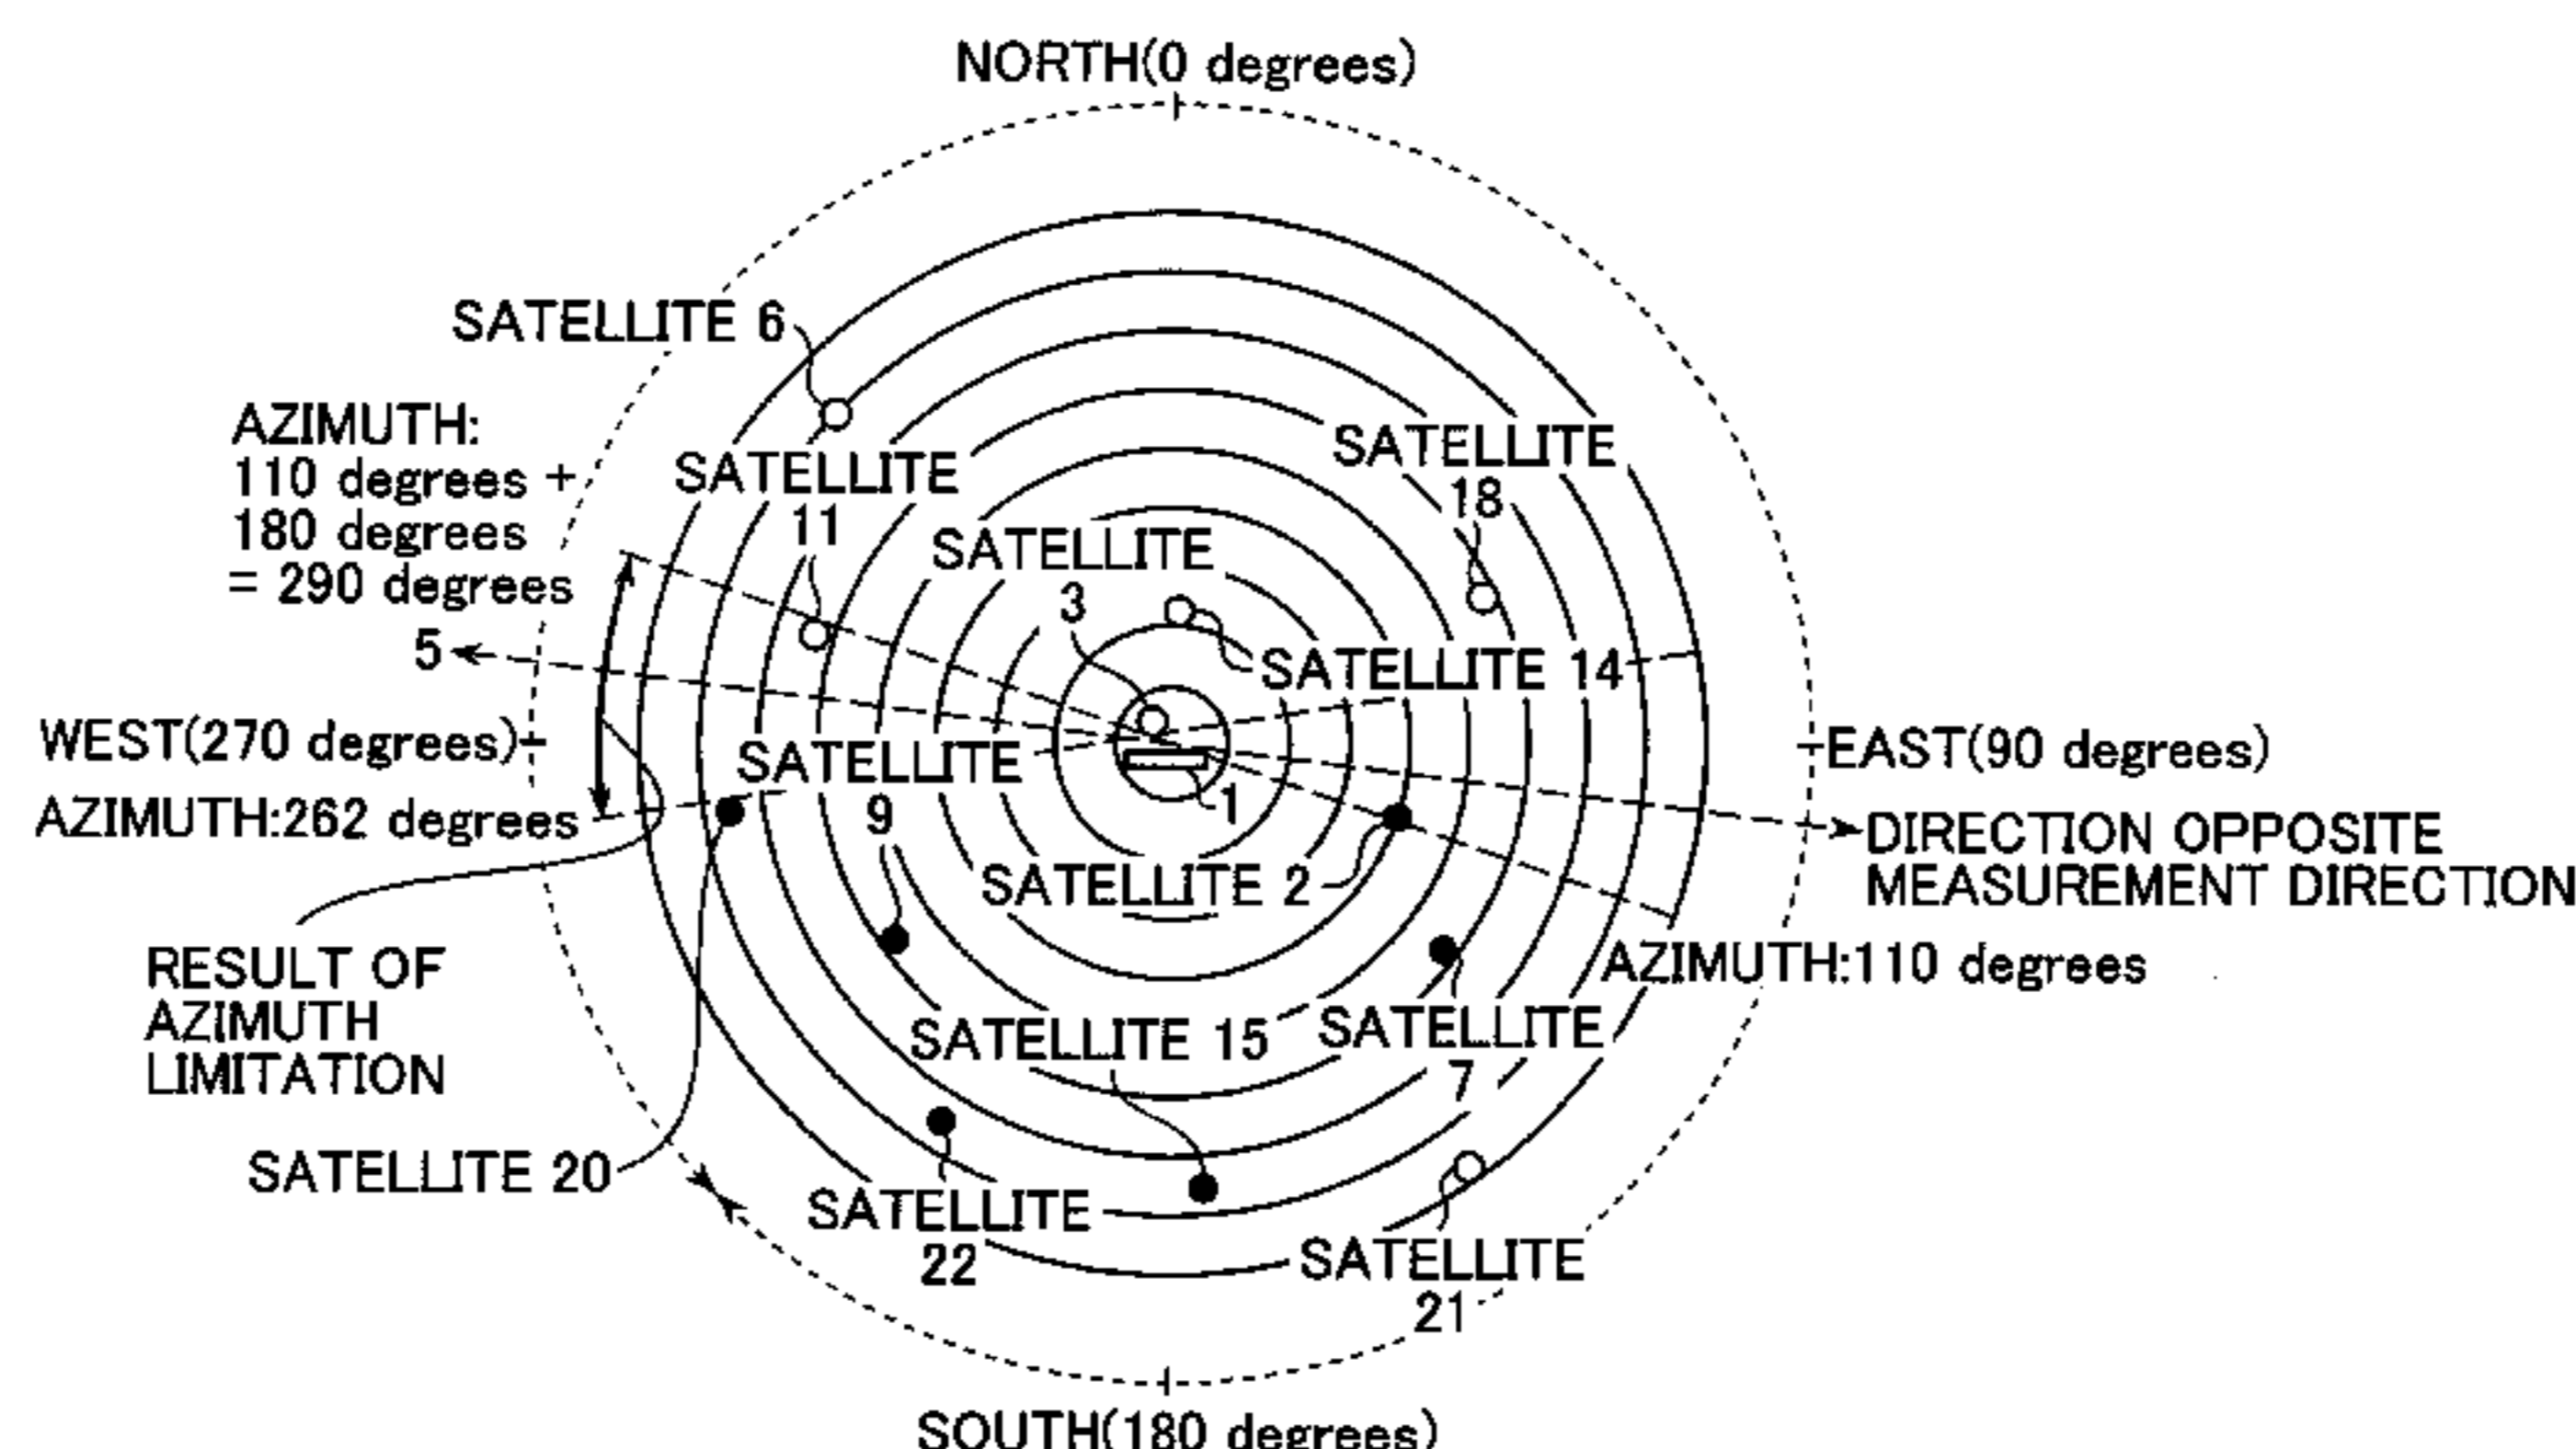 NORTH(0 degrees)
SATELLITE 6
AZIMUTH:
110 degrees +
180 degrees
= 290 degrees
SATELLITE
11
SATELLITE
18
SATELLITE
3
5
SATELLITE 14
WEST(270 degrees)
EAST(90 degrees)
SATELLITE
9
1
AZIMUTH:262 degrees
DIRECTION OPPOSITE
MEASUREMENT DIRECTION
SATELLITE 2
RESULT OF
AZIMUTH
LIMITATION
AZIMUTH:110 degrees
SATELLITE 15
SATELLITE
7
SATELLITE 20
SATELLITE
22
SATELLITE
21
SOUTH(180 degrees)